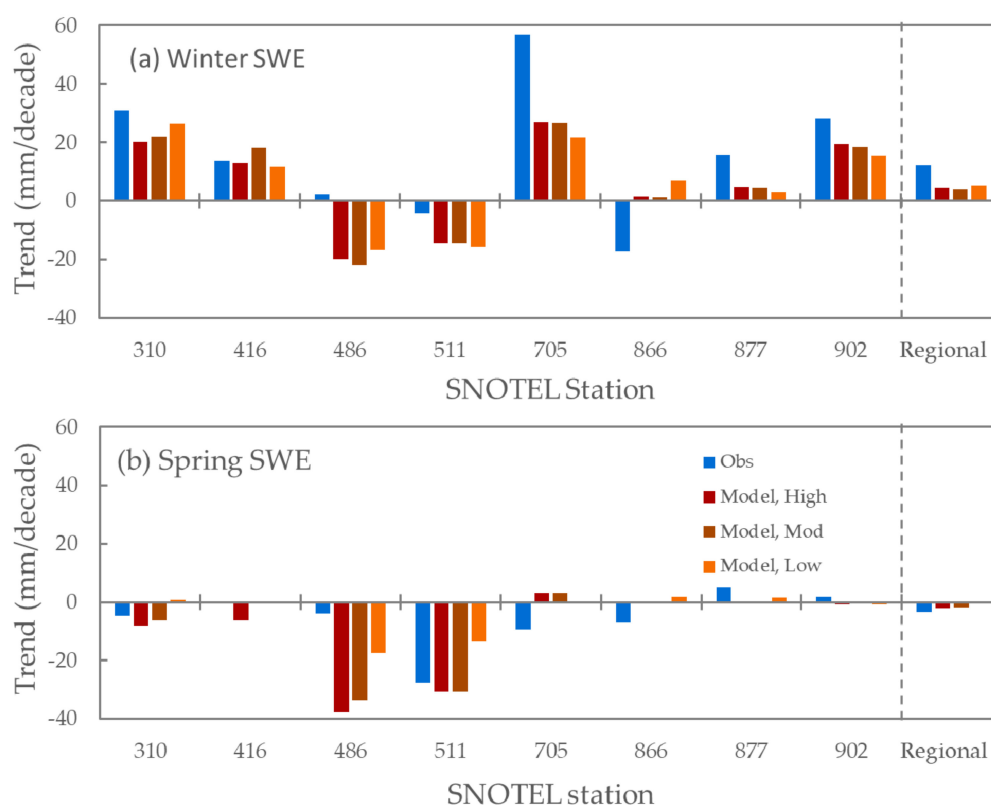 60
40
20
0
-20
-40
Trend (mm/decade)
(a) Winter SWE
310 416 486 511 705 866 877 902 Regional
SNOTEL Station
60
40
20
0
-20
-40
Trend (mm/decade)
(b) Spring SWE
Obs
Model, High
Model, Mod
Model, Low
310 416 486 511 705 866 877 902 Regional
SNOTEL station